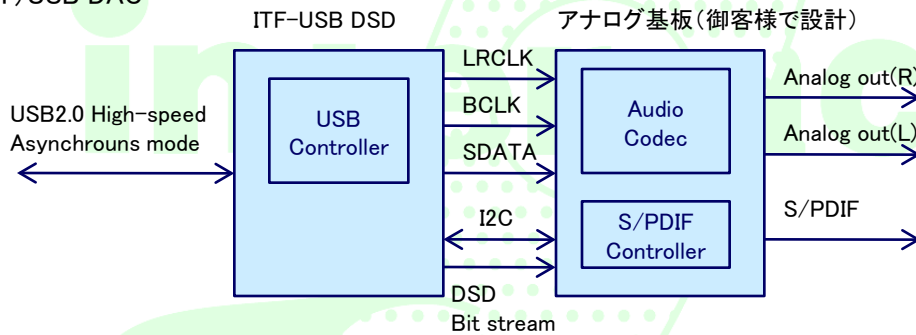 ITF-USB DSD
アナログ基板(御客様で設計)
USB2.0 High-speed
Asynchrouns mode
USB
Controller
LRCLK
BCLK
SDATA
I2C
DSD
Bit stream
Audio
Codec
S/PDIF
Controller
Analog out(R)
Analog out(L)
S/PDIF